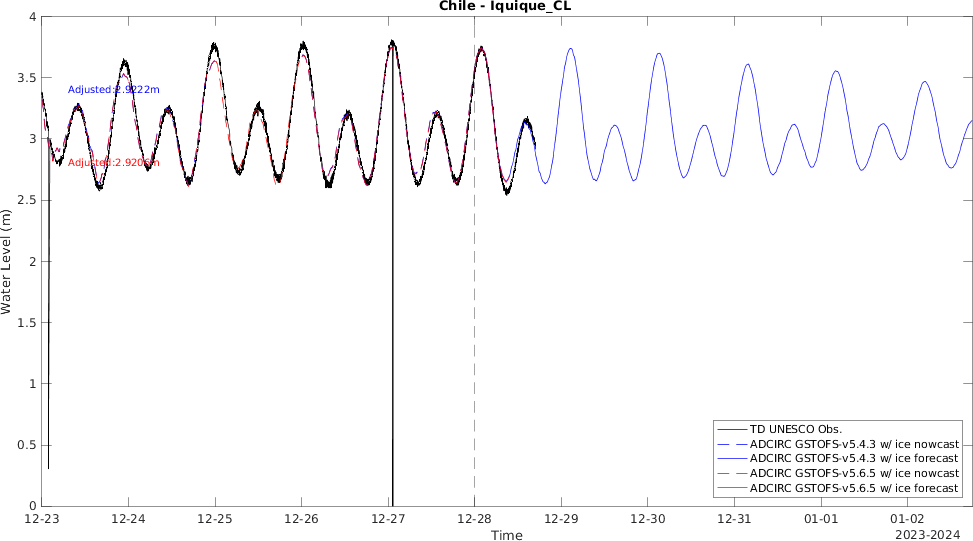 Chile - Iquique_CL
4
3.5
3
2.5
2
1.5
1
0.5
0
Water Level (m)
Adjusted:2.9222m
TD UNESCO Obs.
ADCIRC GSTOFS-v5.4.3 w/ ice nowcast
ADCIRC GSTOFS-v5.4.3 w/ ice forecast
ADCIRC GSTOFS-v5.6.5 w/ ice nowcast
ADCIRC GSTOFS-v5.6.5 w/ ice forecast
12-23 12-24 12-25 12-26 12-27 12-28 12-29 12-30 12-31 01-01 01-02
Time
2023-2024